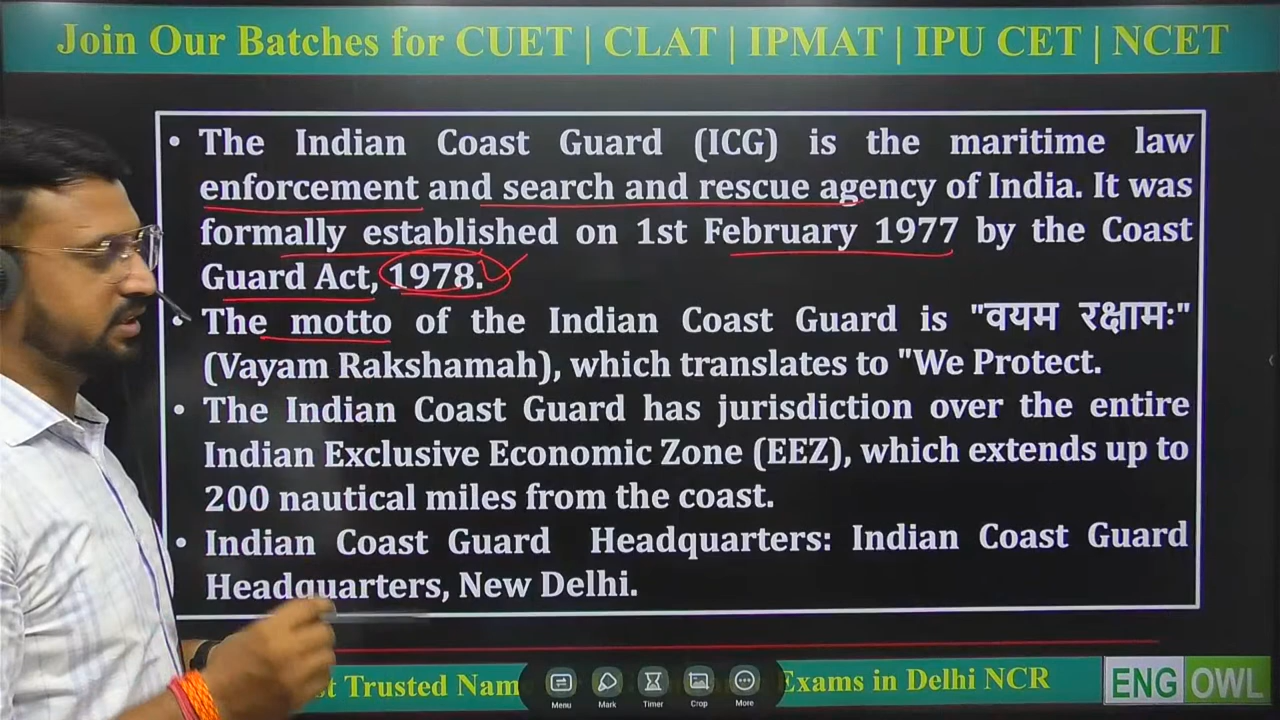 Join Our Batches for CUET | CLAT | IPMAT | IPU CET | NCET
• The Indian Coast Guard (ICG) is the maritime law
enforcement and search and rescue agency of India. It was
formally established on 1st February 1977 by the Coast
Guard Act, 1978.
• The motto of the Indian Coast Guard is "वयम रक्षामः"
(Vayam Rakshamah), which translates to "We Protect.
• The Indian Coast Guard has jurisdiction over the entire
Indian Exclusive Economic Zone (EEZ), which extends up to
200 nautical miles from the coast.
• Indian Coast Guard Headquarters: Indian Coast Guard
Headquarters, New Delhi.
Trusted Exams in Delhi NCR
ENG OWL
Menu Mark Timer Crop More